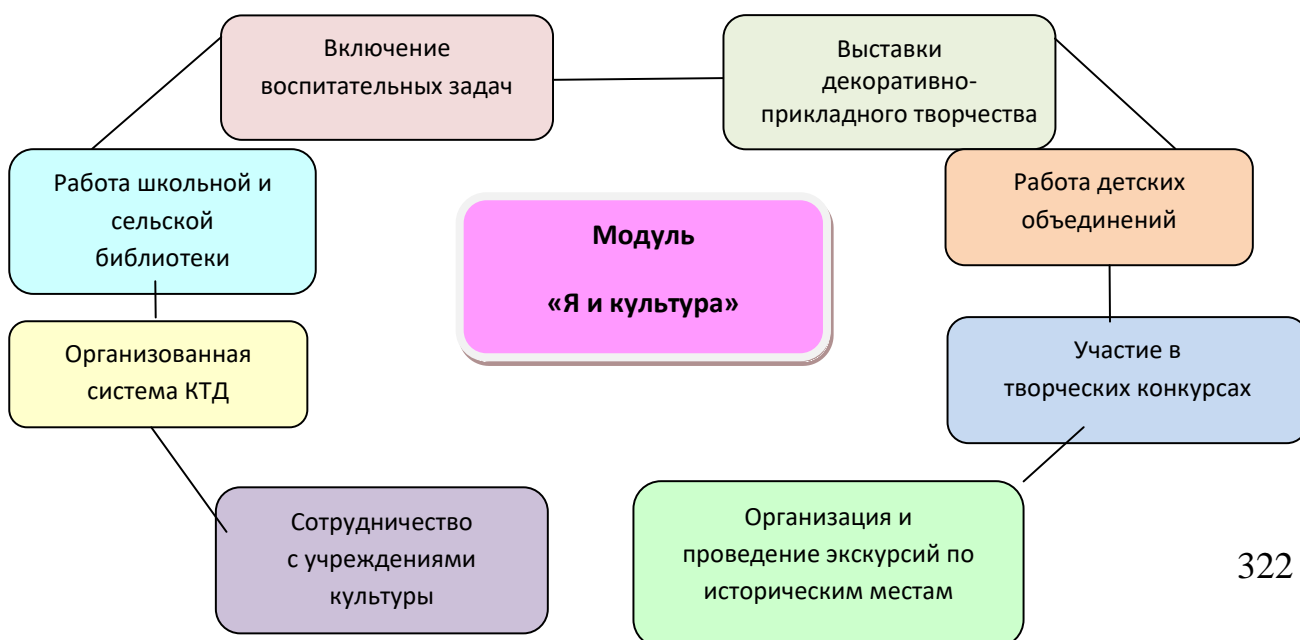 Включение
воспитательных задач
Выставки
декоративно-
прикладного творчества
Работа школьной и
сельской
библиотеки
Модуль
«Я и культура»
Работа детских
объединений
Организованная
система КТД
Участие в
творческих конкурсах
Сотрудничество
с учреждениями
культуры
Организация и
проведение экскурсий по
историческим местам
322